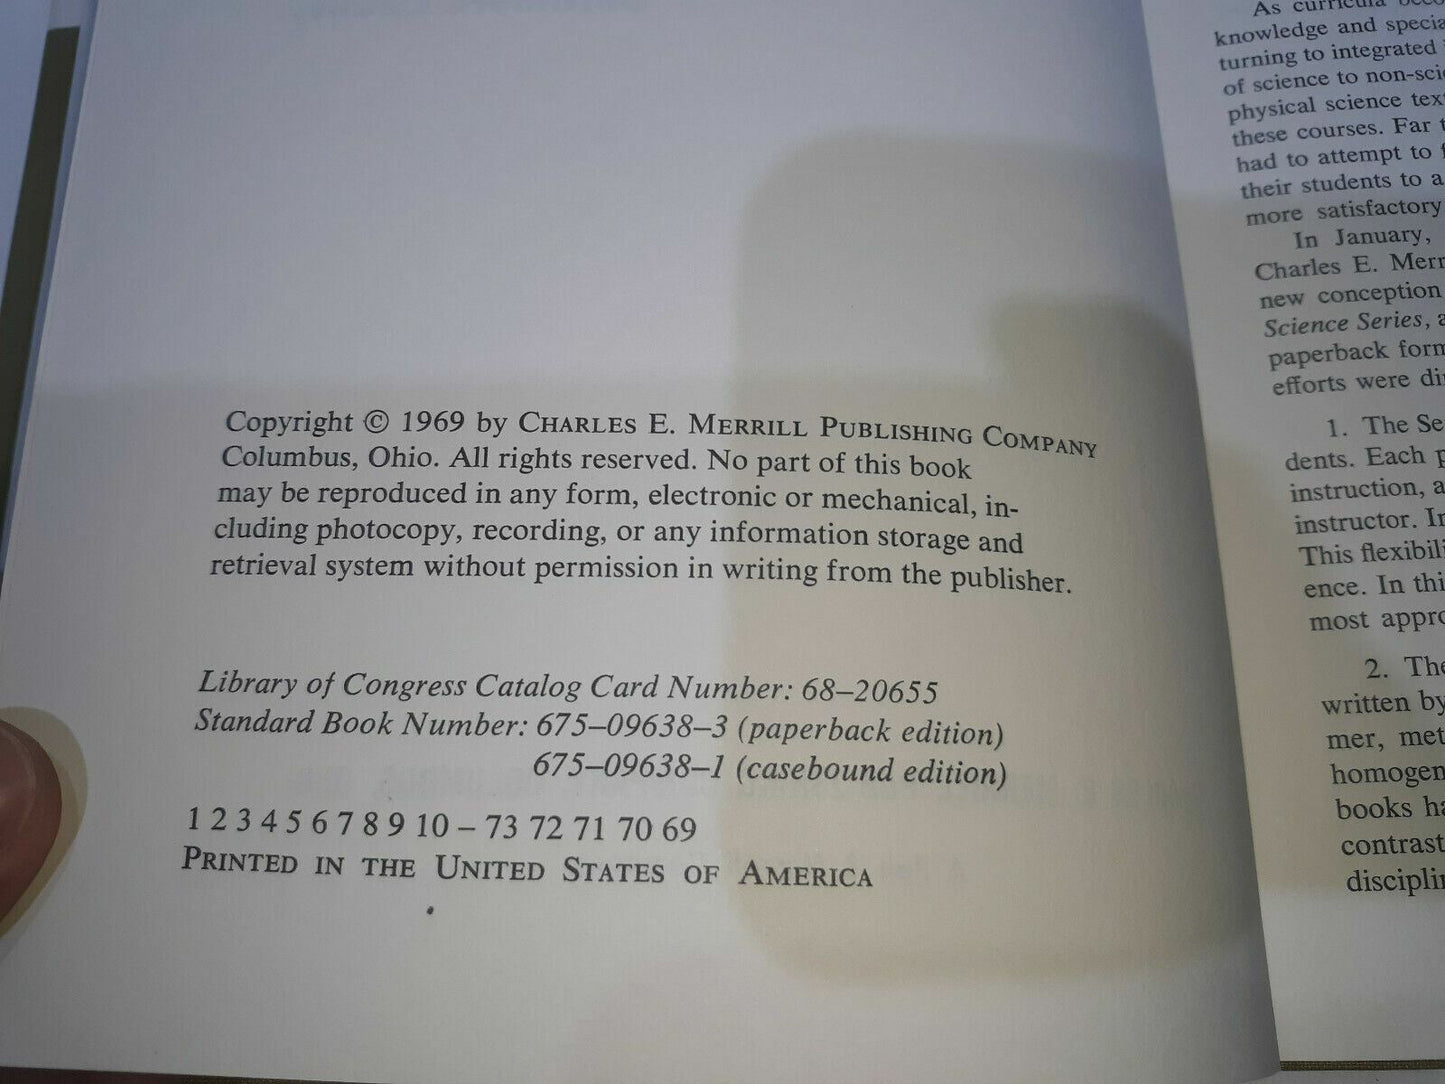 Copyright © 1969 by CHARLES E. MERRILL PUBLISHING COMPANY
Columbus, Ohio. All rights reserved. No part of this book
may be reproduced in any form, electronic or mechanical, in-
cluding photocopy, recording, or any information storage and
retrieval system without permission in writing from the publisher.
Library of Congress Catalog Card Number: 68–20655
Standard Book Number: 675–09638–3 (paperback edition)
675–09638–1 (casebound edition)
1 2 3 4 5 6 7 8 9 10 – 73 72 71 70 69
PRINTED IN THE UNITED STATES OF AMERICA
As curricula
knowledge and
turning to integrated
of science to
physical science
these courses. Far
had to attempt to
their students to a
more satisfactory
In January,
Charles E.
new conception
Science Series,
paperback
efforts were
1. The
dents. Each
instruction,
instructor.
This
ence. In
most
2.
written by
mer,
books